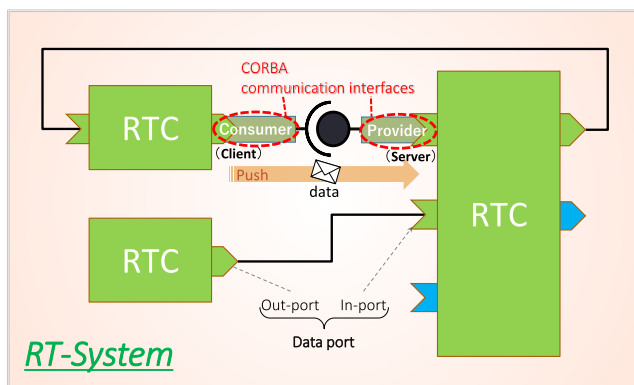 CORBA
communication interfaces
RTC
Consumer
Provider
(Client)
(Server)
Push
data
RTC
RTC
Out-port
In-port
Data port
RT-System